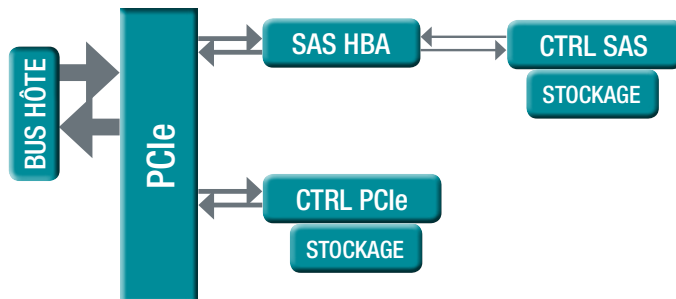 BUS HÔTE
PCIe
SAS HBA
CTRL SAS
STOCKAGE
CTRL PCIe
STOCKAGE